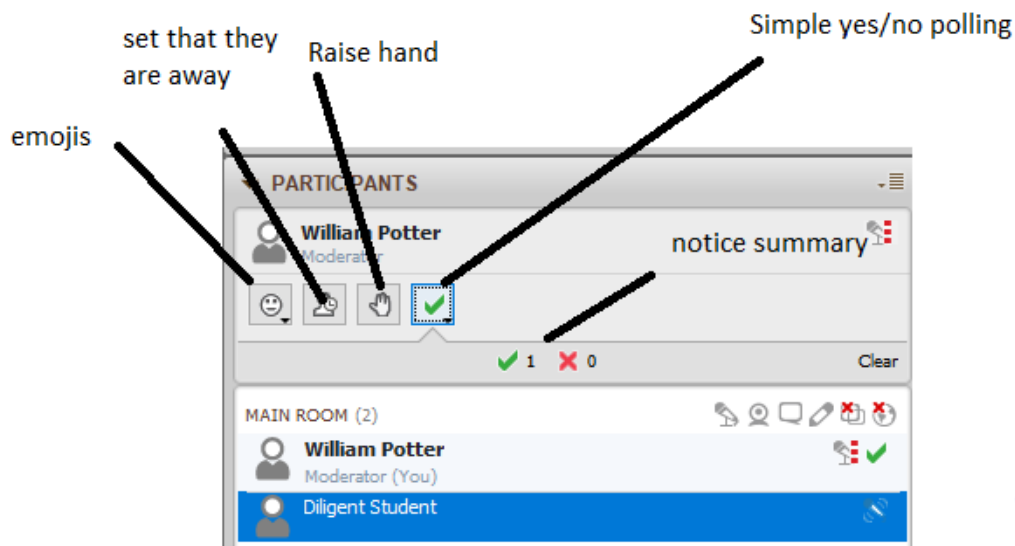 Simple yes/no polling
set that they
are away
Raise hand
emojis
PARTICIPANTS
William Potter
Moderator
notice summary
1 0 Clear
MAIN ROOM (2)
William Potter
Moderator (You)
Diligent Student